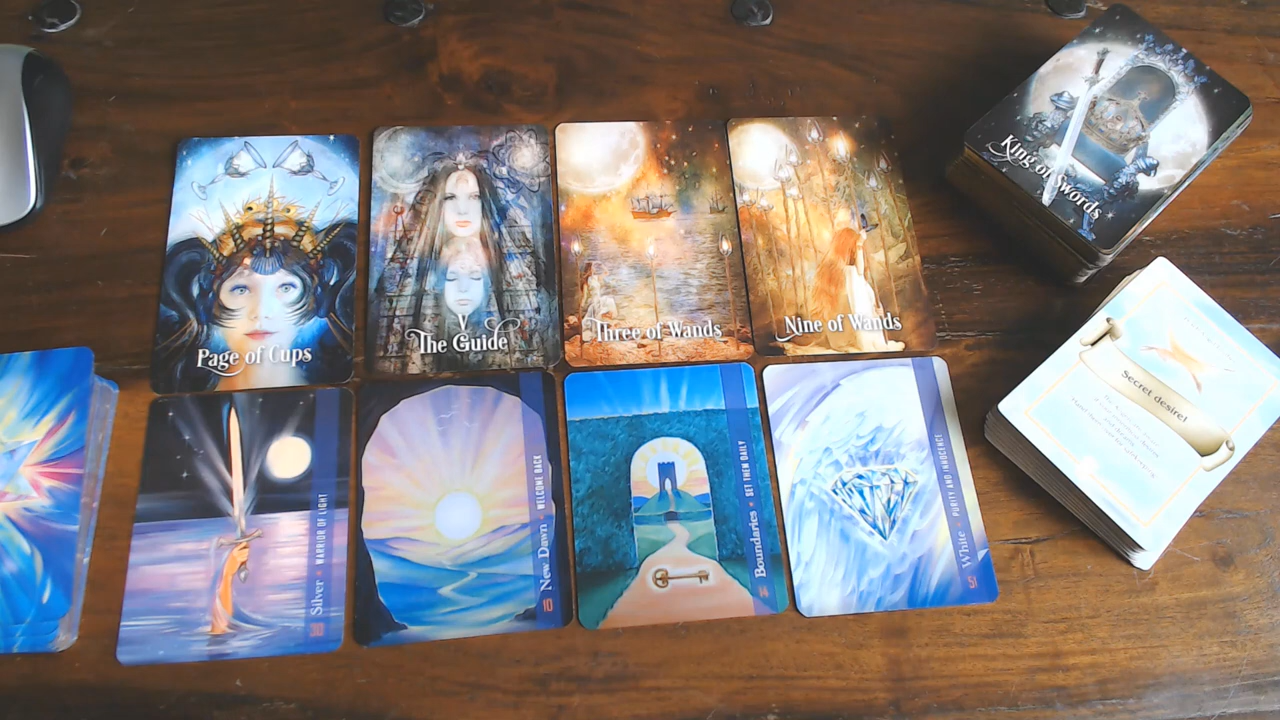 King of Swords
Page of Cups
V
The Guide
Three of Wands
Nine of Wands
Secret desire!
Silver • WARRIOR OF LIGHT
30
New Dawn • WELCOME BACK
10
Boundaries • SET THEM DAILY
14
White • PURITY AND INNOCENCE
51